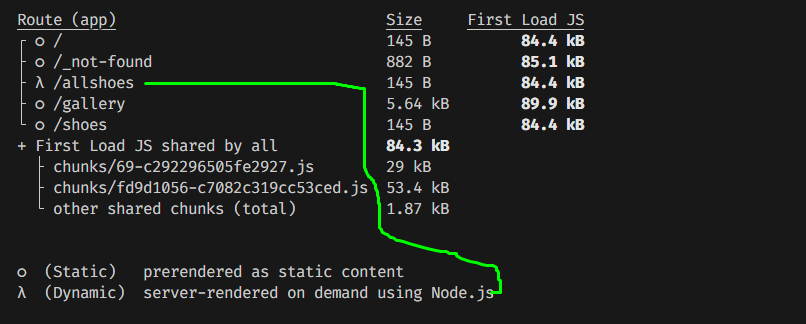 Route (app) Size First Load JS
┌ ○ / 145 B 84.4 kB
├ ○ /_not-found 882 B 85.1 kB
├ λ /allshoes 145 B 84.4 kB
├ ○ /gallery 5.64 kB 89.9 kB
└ ○ /shoes 145 B 84.4 kB
+ First Load JS shared by all 84.3 kB
├ chunks/69-c292296505fe2927.js 29 kB
├ chunks/fd9d1056-c7082c319cc53ced.js 53.4 kB
└ other shared chunks (total) 1.87 kB
○ (Static) prerendered as static content
λ (Dynamic) server-rendered on demand using Node.js